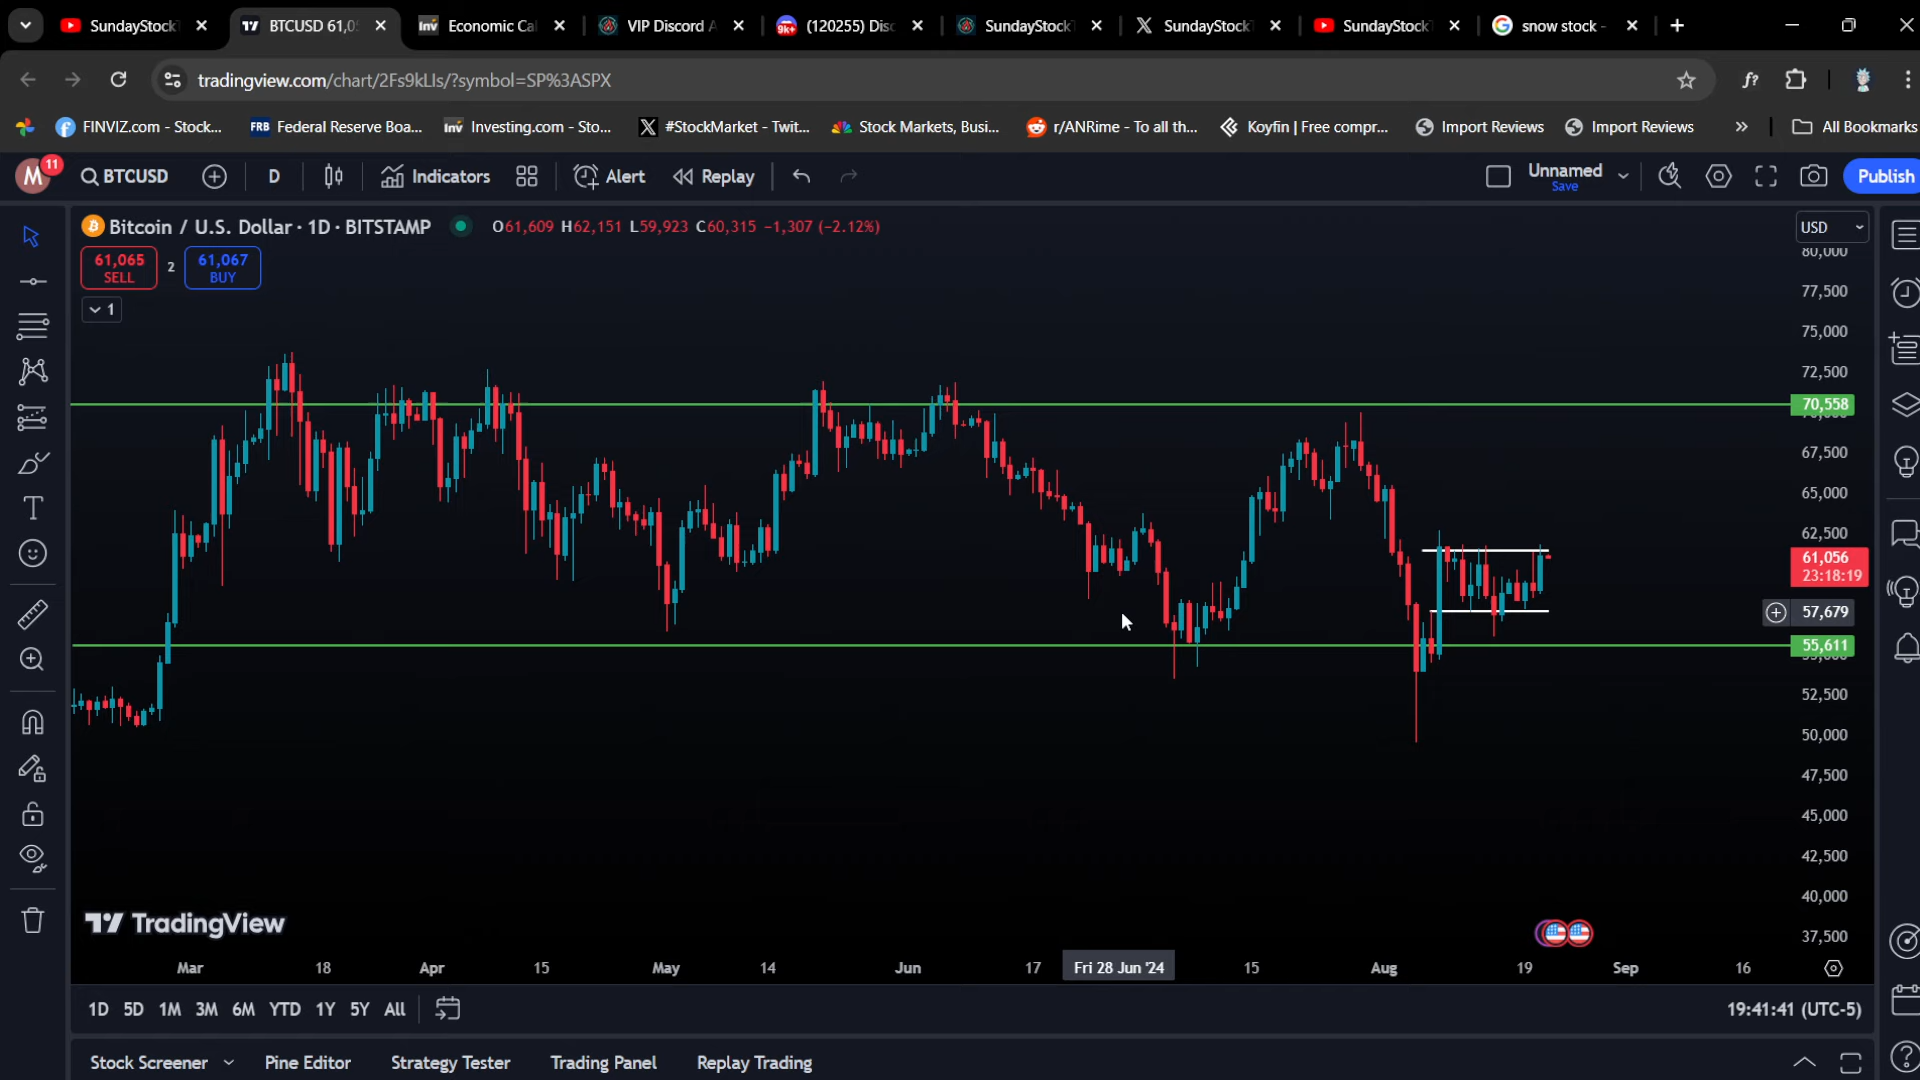 SundayStock
BTCUSD 61,0
Inv Economic Ca
VIP Discord A
9k+ (120255) Dis
SundayStock
SundayStock
SundayStock
snow stock -
tradingview.com/chart/2Fs9kLIs/?symbol=SP%3ASPX
f?
FINVIZ.com - Stock...
FRB Federal Reserve Boa...
Inv Investing.com - Sto...
#StockMarket - Twit...
Stock Markets, Busi...
r/ANRime - To all th...
Koyfin | Free compr...
Import Reviews
Import Reviews
»
All Bookmarks
M 11
BTCUSD
D
Indicators
Alert
Replay
Unnamed
Save
Publish
Bitcoin / U.S. Dollar · 1D · BITSTAMP
O61,609 H62,151 L59,923 C60,315 −1,307 (−2.12%)
USD
61,065
SELL
2
61,067
BUY
1
80,000
77,500
75,000
72,500
70,558
67,500
65,000
62,500
61,056
23:18:19
57,679
55,611
52,500
50,000
47,500
45,000
42,500
40,000
37,500
TradingView
Mar
18
Apr
15
May
14
Jun
17
Fri 28 Jun '24
15
Aug
19
Sep
16
1D 5D 1M 3M 6M YTD 1Y 5Y All
19:41:41 (UTC-5)
Stock Screener
Pine Editor
Strategy Tester
Trading Panel
Replay Trading